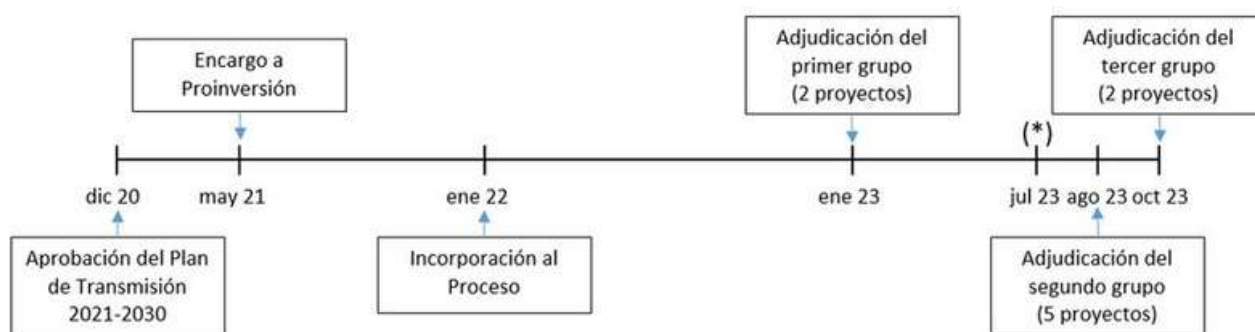 Encargo a
Proinversión
Adjudicación del
primer grupo
(2 proyectos)
Adjudicación del
tercer grupo
(2 proyectos)
(*)
dic 20
may 21
ene 22
ene 23
jul 23
ago 23
oct 23
Aprobación del Plan
de Transmisión
2021-2030
Incorporación al
Proceso
Adjudicación del
segundo grupo
(5 proyectos)